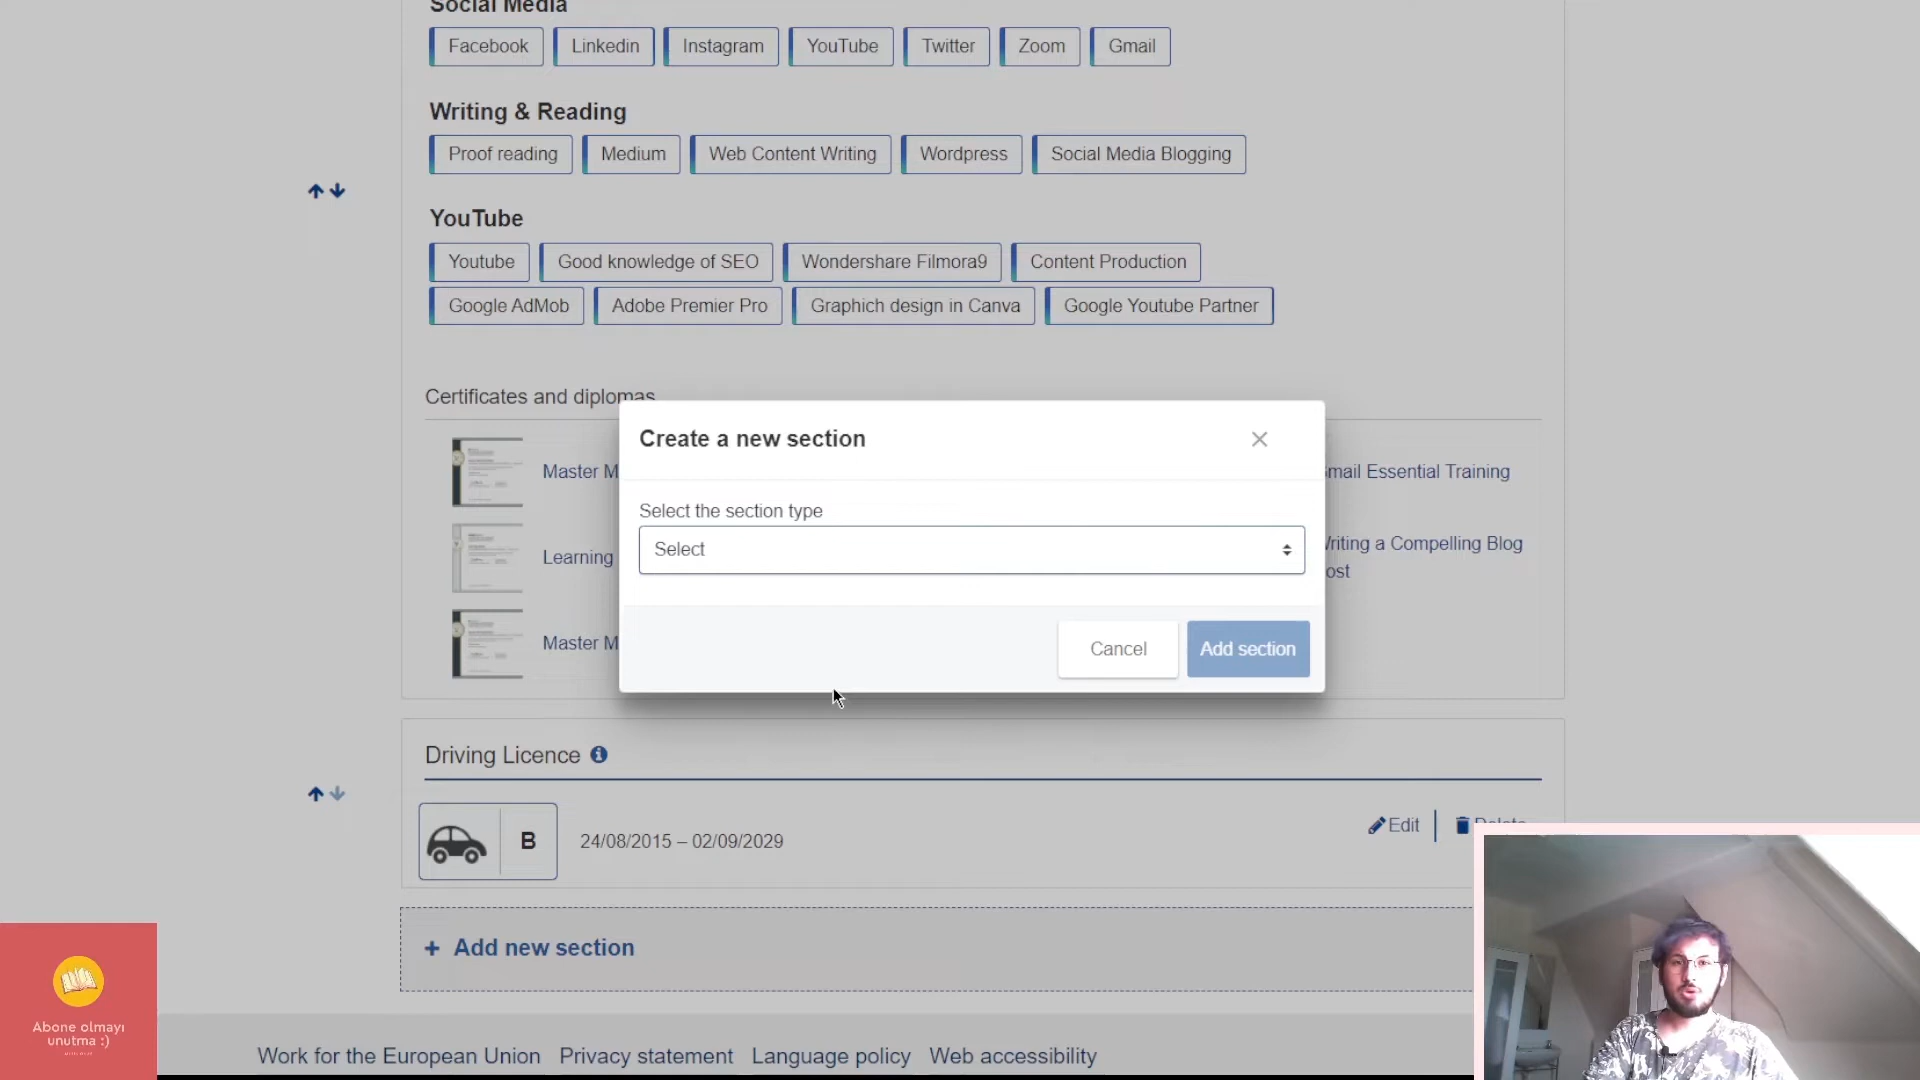 Social Media
Facebook Linkedin Instagram YouTube Twitter Zoom Gmail
Writing & Reading
Proof reading Medium Web Content Writing Wordpress Social Media Blogging
YouTube
Youtube Good knowledge of SEO Wondershare Filmora9 Content Production
Google AdMob Adobe Premier Pro Graphich design in Canva Google Youtube Partner
Certificates and diplomas
Create a new section
Master M
mail Essential Training
Select the section type
Select
Learning
riting a Compelling Blog
ost
Master M
Cancel Add section
Driving Licence
B 24/08/2015 – 02/09/2029
Edit Delete
+ Add new section
Abone olmayı
unutma :)
Work for the European Union Privacy statement Language policy Web accessibility